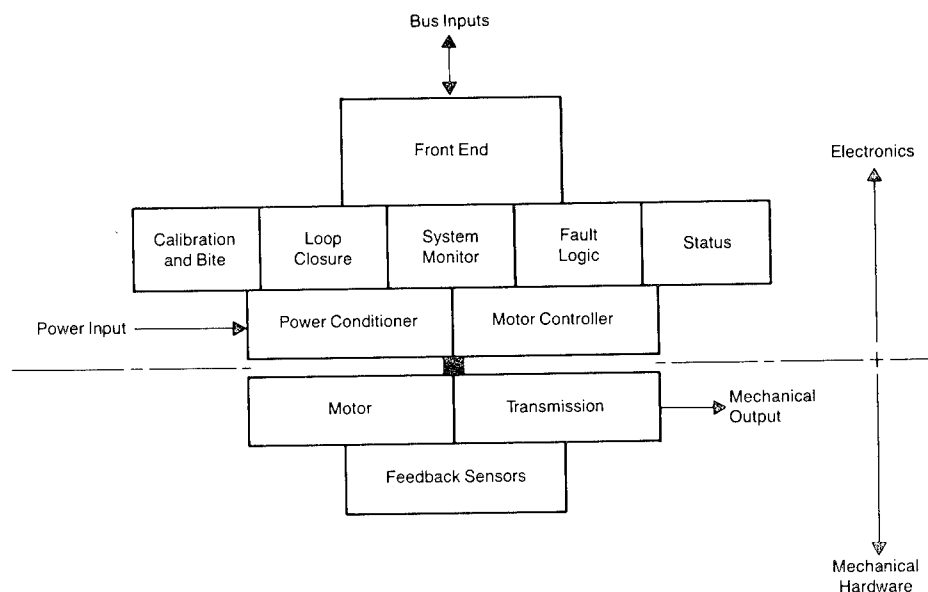 Bus Inputs
Front End
Electronics
Calibration
and Bite
Loop
Closure
System
Monitor
Fault
Logic
Status
Power Input
Power Conditioner
Motor Controller
Motor
Transmission
Mechanical
Output
Feedback Sensors
Mechanical
Hardware